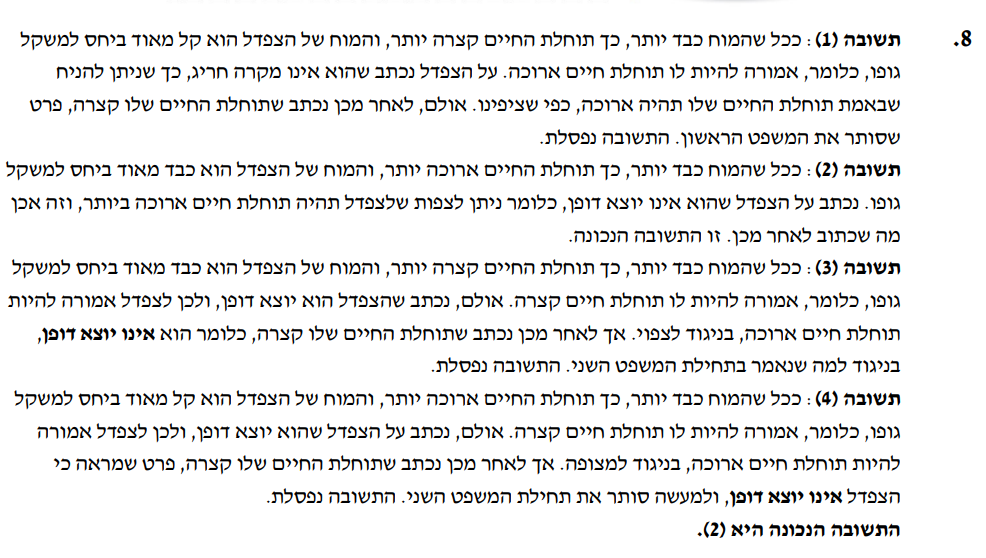 8. תשובה (1): ככל שהמוח כבד יותר, כך תוחלת החיים קצרה יותר, והמוח של הצפדל הוא קל מאוד ביחס למשקל
גופו, כלומר, אמורה להיות לו תוחלת חיים ארוכה. על הצפדל נכתב שהוא אינו מקרה חריג, כך שניתן להניח
שבאמת תוחלת החיים שלו תהיה ארוכה, כפי שציפינו. אולם, לאחר מכן נכתב שתוחלת החיים שלו קצרה, פרט
שסותר את המשפט הראשון. התשובה נפסלת.
תשובה (2): ככל שהמוח כבד יותר, כך תוחלת החיים ארוכה יותר, והמוח של הצפדל הוא כבד מאוד ביחס למשקל
גופו. נכתב על הצפדל שהוא אינו יוצא דופן, כלומר ניתן לצפות שלצפדל תהיה תוחלת חיים ארוכה ביותר, וזה אכן
מה שכתוב לאחר מכן. זו התשובה הנכונה.
תשובה (3): ככל שהמוח כבד יותר, כך תוחלת החיים קצרה יותר, והמוח של הצפדל הוא כבד מאוד ביחס למשקל
גופו, כלומר, אמורה להיות לו תוחלת חיים קצרה. אולם, נכתב שהצפדל הוא יוצא דופן, ולכן לצפדל אמורה להיות
תוחלת חיים ארוכה, בניגוד לצפוי. אך לאחר מכן נכתב שתוחלת החיים שלו קצרה, כלומר הוא אינו יוצא דופן,
בניגוד למה שנאמר בתחילת המשפט השני. התשובה נפסלת.
תשובה (4): ככל שהמוח כבד יותר, כך תוחלת החיים ארוכה יותר, והמוח של הצפדל הוא קל מאוד ביחס למשקל
גופו, כלומר, אמורה להיות לו תוחלת חיים קצרה. אולם, נכתב על הצפדל שהוא יוצא דופן, ולכן לצפדל אמורה
להיות תוחלת חיים ארוכה, בניגוד למצופה. אך לאחר מכן נכתב שתוחלת החיים שלו קצרה, פרט שמראה כי
הצפדל אינו יוצא דופן, ולמעשה סותר את תחילת המשפט השני. התשובה נפסלת.
התשובה הנכונה היא (2).